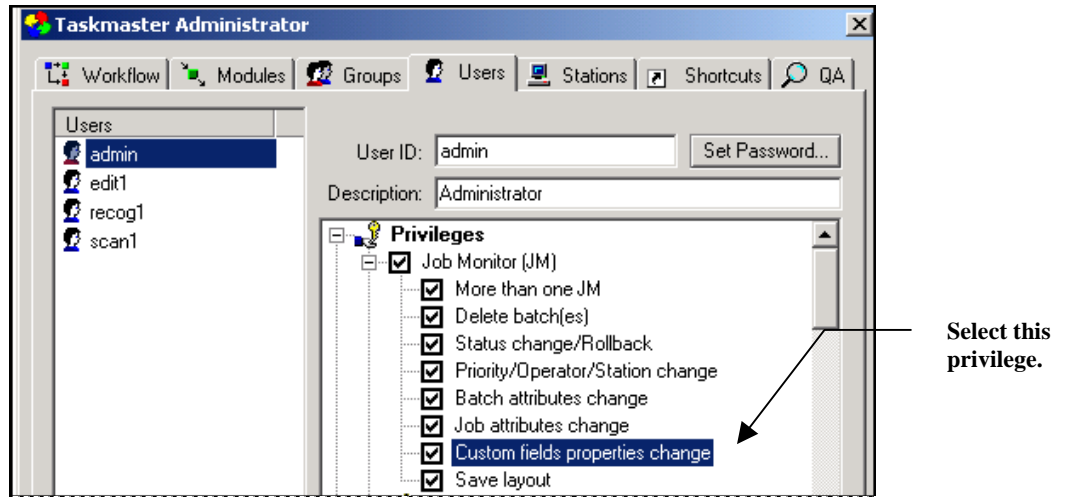 Taskmaster Administrator
Workflow Modules Groups Users Stations Shortcuts QA
Users
admin
edit1
recog1
scan1
User ID: admin Set Password...
Description: Administrator
Privileges
Job Monitor (JM)
More than one JM
Delete batch(es)
Status change/Rollback
Priority/Operator/Station change
Batch attributes change
Job attributes change
Custom fields properties change
Save layout
Select this
privilege.